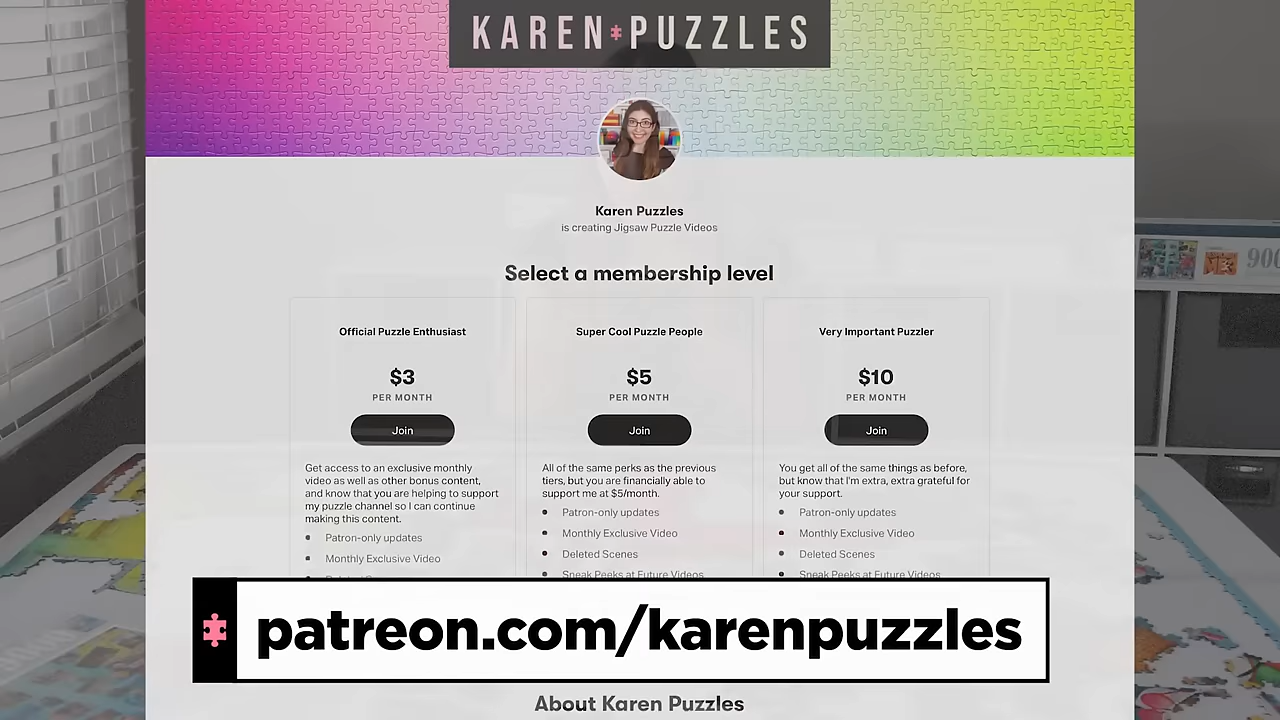 KAREN PUZZLES
Karen Puzzles
is creating Jigsaw Puzzle Videos
Select a membership level
Official Puzzle Enthusiast
$3
PER MONTH
Join
Get access to an exclusive monthly
video as well as other bonus content,
and know that you are helping to support
my puzzle channel so I can continue
making this content.
• Patron-only updates
• Monthly Exclusive Video
Super Cool Puzzle People
$5
PER MONTH
Join
All of the same perks as the previous
tiers, but you are financially able to
support me at $5/month.
• Patron-only updates
• Monthly Exclusive Video
• Deleted Scenes
• Sneak Peeks at Future Videos
Very Important Puzzler
$10
PER MONTH
Join
You get all of the same things as before,
but know that I'm extra, extra grateful for
your support.
• Patron-only updates
• Monthly Exclusive Video
• Deleted Scenes
• Sneak Peeks at Future Videos
patreon.com/karenpuzzles
About Karen Puzzles